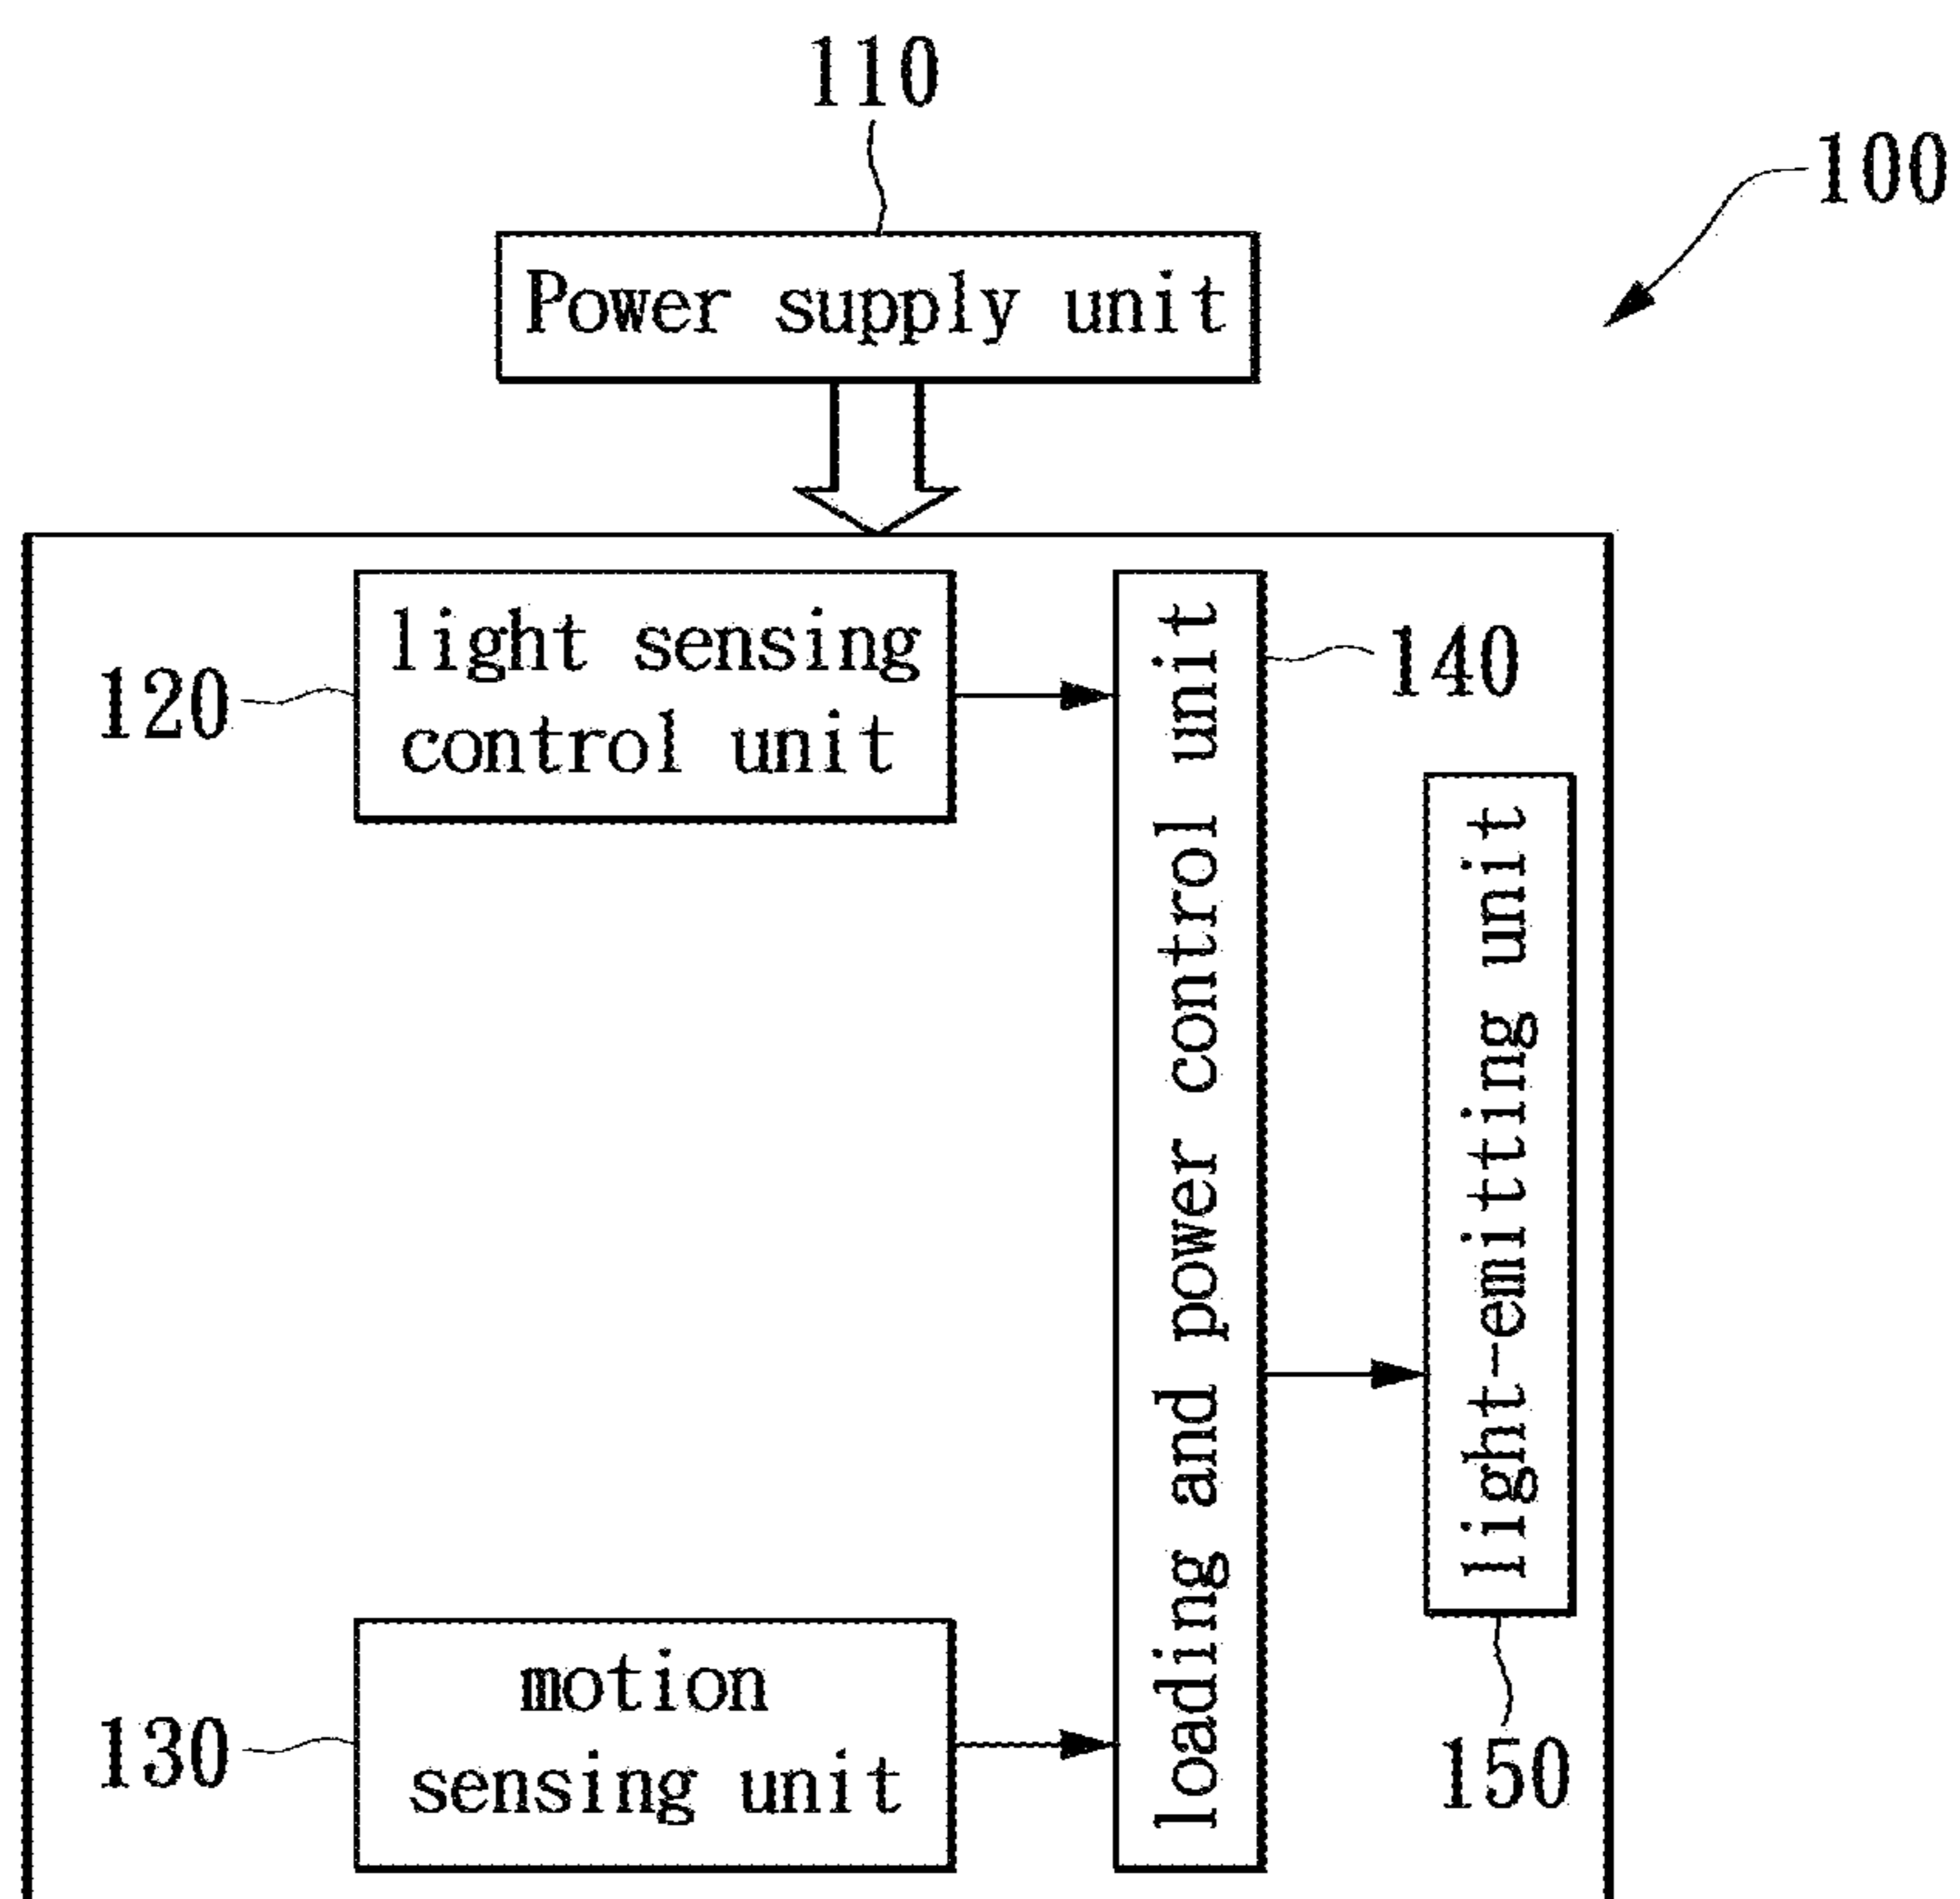 110
100
Power supply unit
light sensing
control unit
120
140
loading and power control unit
light-emitting unit
motion
sensing unit
130
150